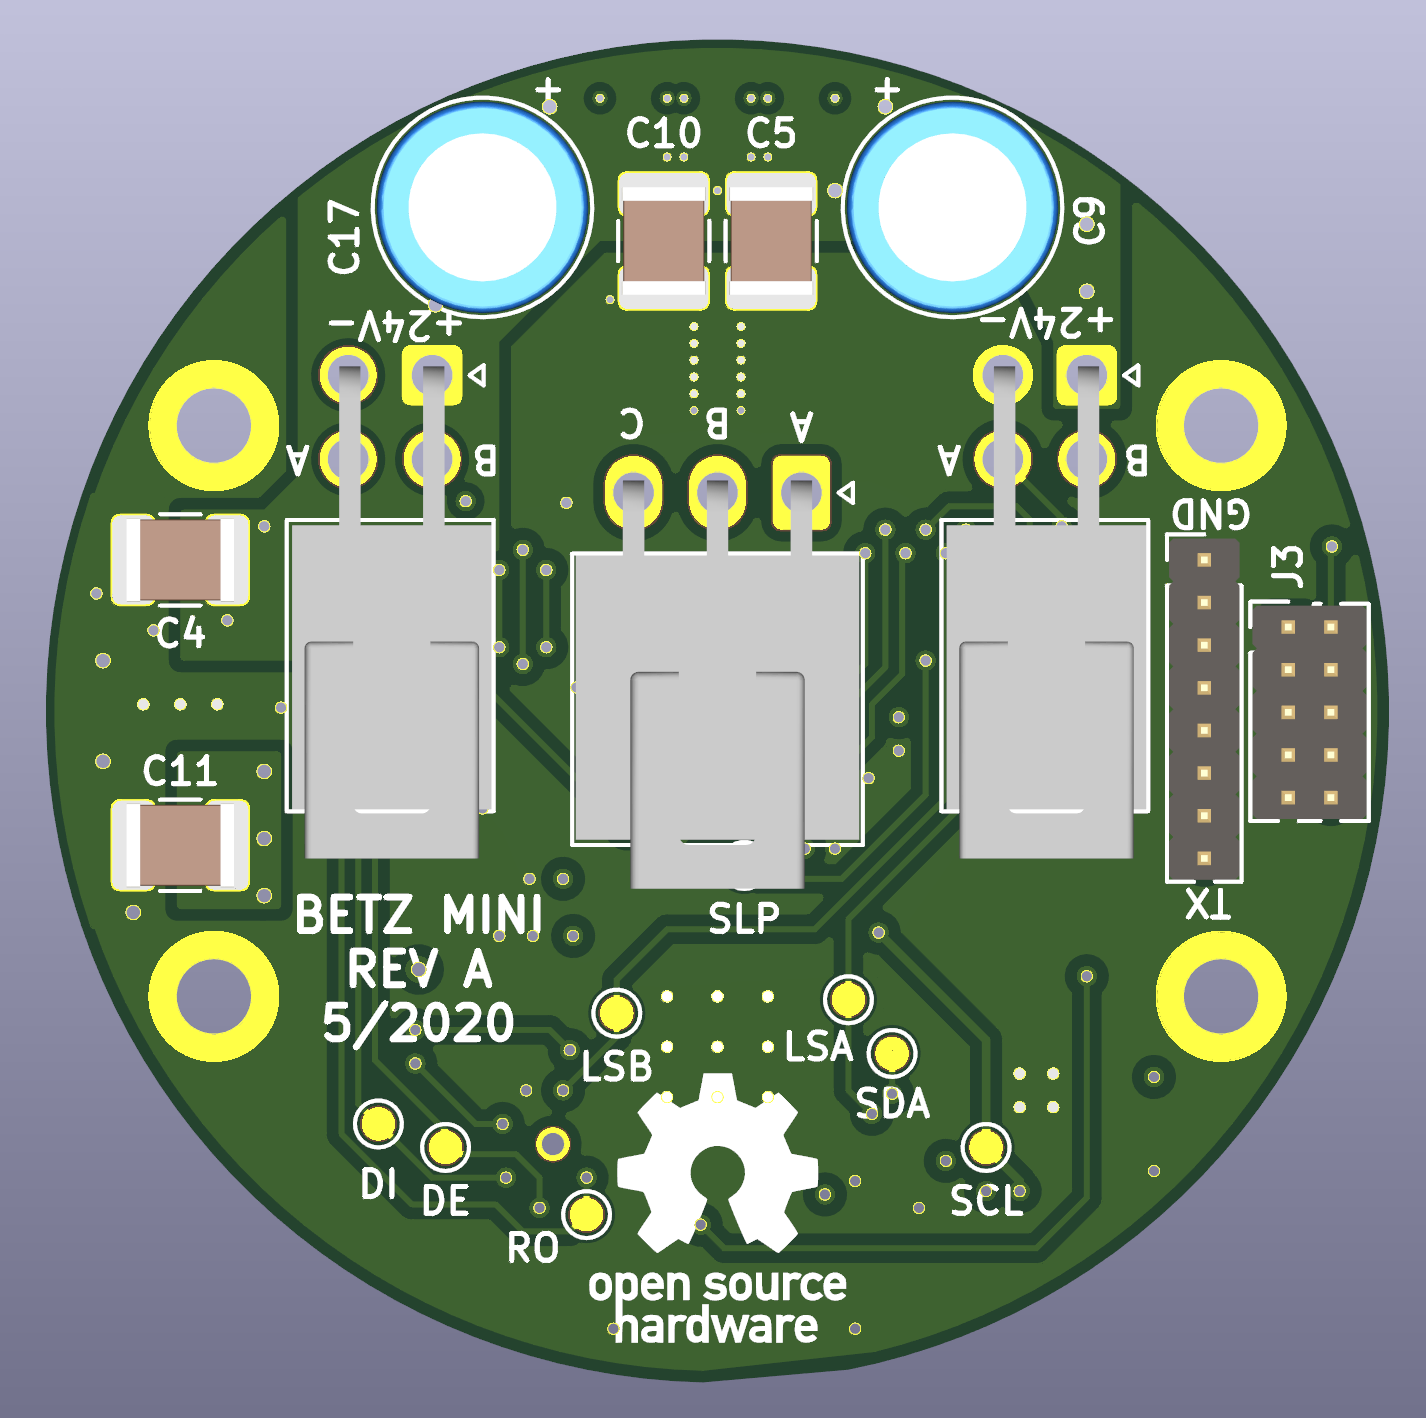 + +
C10 C5
C17 C9
-+24V -+24V
C B A
A B A B
GND
J3
C4
C11
BETZ MINI
REV A
5/2020
SLP
TX
LSB
LSA
SDA
DI
DE
SCL
RO
open source
hardware